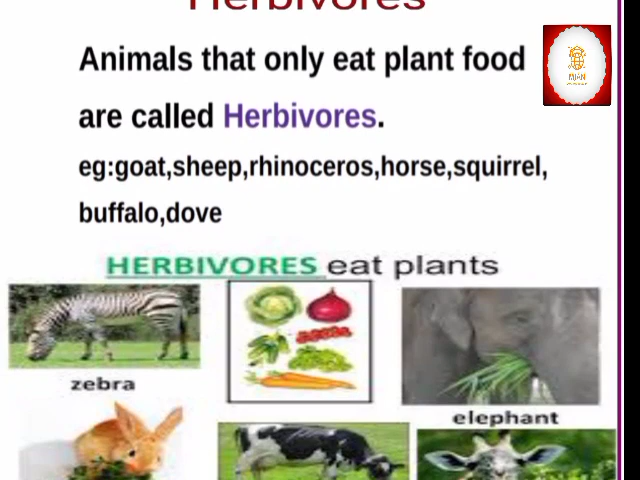 Herbivores
Animals that only eat plant food
are called Herbivores.
eg:goat,sheep,rhinoceros,horse,squirrel,
buffalo,dove
HERBIVORES eat plants
zebra
elephant